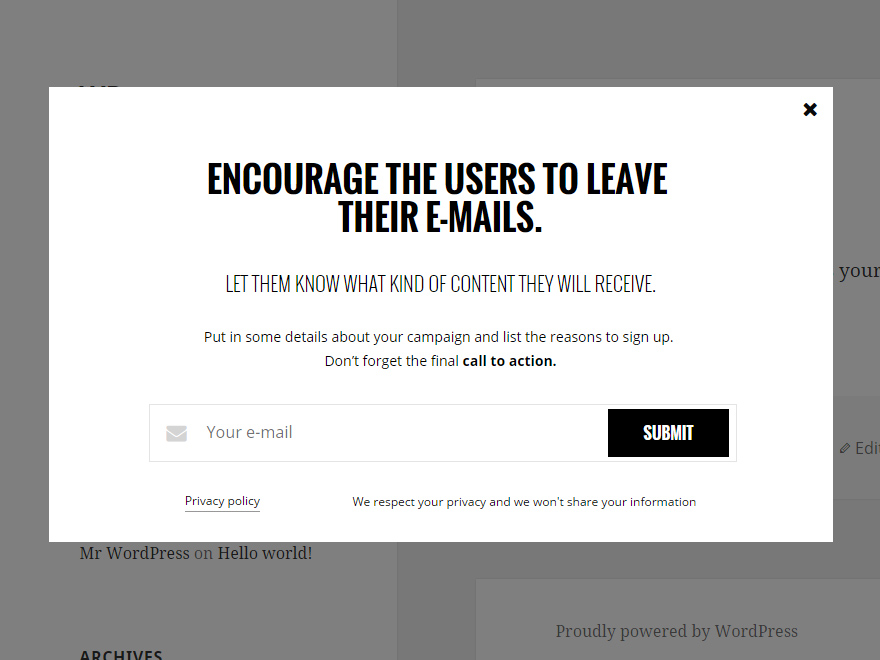 ENCOURAGE THE USERS TO LEAVE
THEIR E-MAILS.
LET THEM KNOW WHAT KIND OF CONTENT THEY WILL RECEIVE.
Put in some details about your campaign and list the reasons to sign up.
Don’t forget the final call to action.
Your e-mail
SUBMIT
Privacy policy
We respect your privacy and we won't share your information
your
Mr WordPress on Hello world!
Proudly powered by WordPress
ARCHIVES